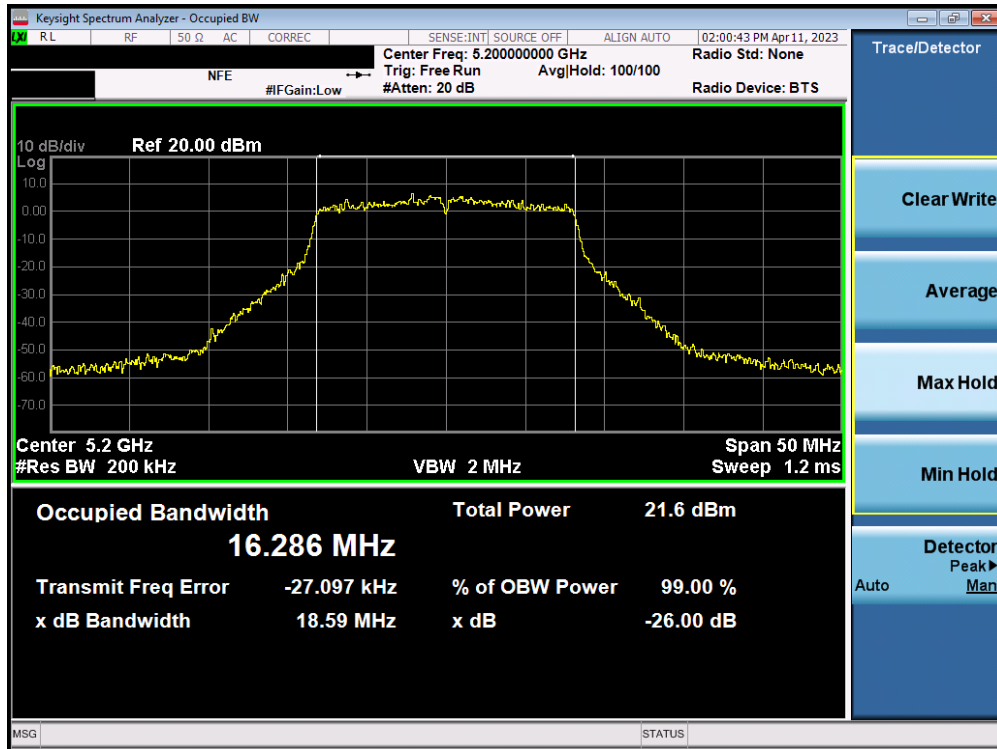 Keysight Spectrum Analyzer - Occupied BW
LXI RL RF 50 Ω AC CORREC SENSE:INT SOURCE OFF ALIGN AUTO 02:00:43 PM Apr 11, 2023
Center Freq: 5.200000000 GHz Radio Std: None
NFE Trig: Free Run Avg|Hold: 100/100
#IFGain:Low #Atten: 20 dB Radio Device: BTS
Trace/Detector
10 dB/div Ref 20.00 dBm
Log
10.0
0.00
-10.0
-20.0
-30.0
-40.0
-50.0
-60.0
-70.0
Center 5.2 GHz Span 50 MHz
#Res BW 200 kHz VBW 2 MHz Sweep 1.2 ms
Occupied Bandwidth Total Power 21.6 dBm
16.286 MHz
Transmit Freq Error -27.097 kHz % of OBW Power 99.00 %
x dB Bandwidth 18.59 MHz x dB -26.00 dB
Clear Write
Average
Max Hold
Min Hold
Detector
Peak▶
Auto Man
MSG STATUS